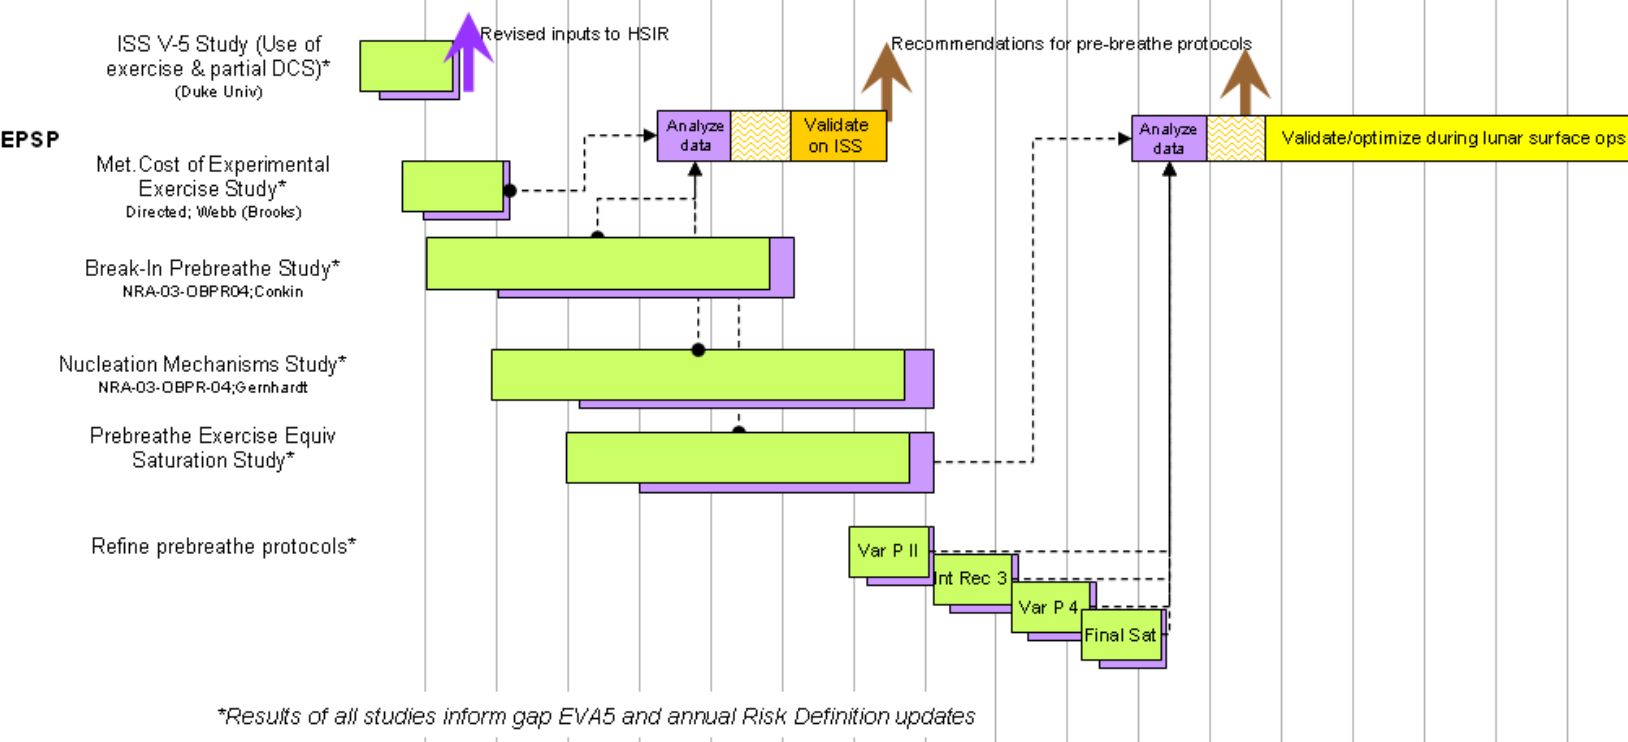 Revised inputs to HSIR
ISS V-5 Study (Use of
exercise & partial DCS)*
(Duke Univ)
Recommendations for pre-breathe protocols
EPSP
Analyze
data
Validate
on ISS
Analyze
data
Validate/optimize during lunar surface ops
Met.Cost of Experimental
Exercise Study*
Directed; Webb (Brooks)
Break-In Prebreathe Study*
NRA-03-OBPR04;Conkin
Nucleation Mechanisms Study*
NRA-03-OBPR-04;Gernhardt
Prebreathe Exercise Equiv
Saturation Study*
Refine prebreathe protocols*
Var P II
Int Rec 3
Var P 4
Final Sat
*Results of all studies inform gap EVA5 and annual Risk Definition updates